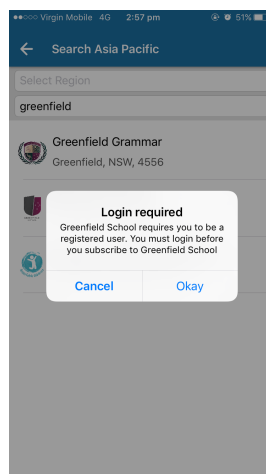 Virgin Mobile 4G 2:57 pm 51%
Search Asia Pacific
Select Region
greenfield
Greenfield Grammar
Greenfield, NSW, 4556
Login required
Greenfield School requires you to be a
registered user. You must login before
you subscribe to Greenfield School
Cancel Okay